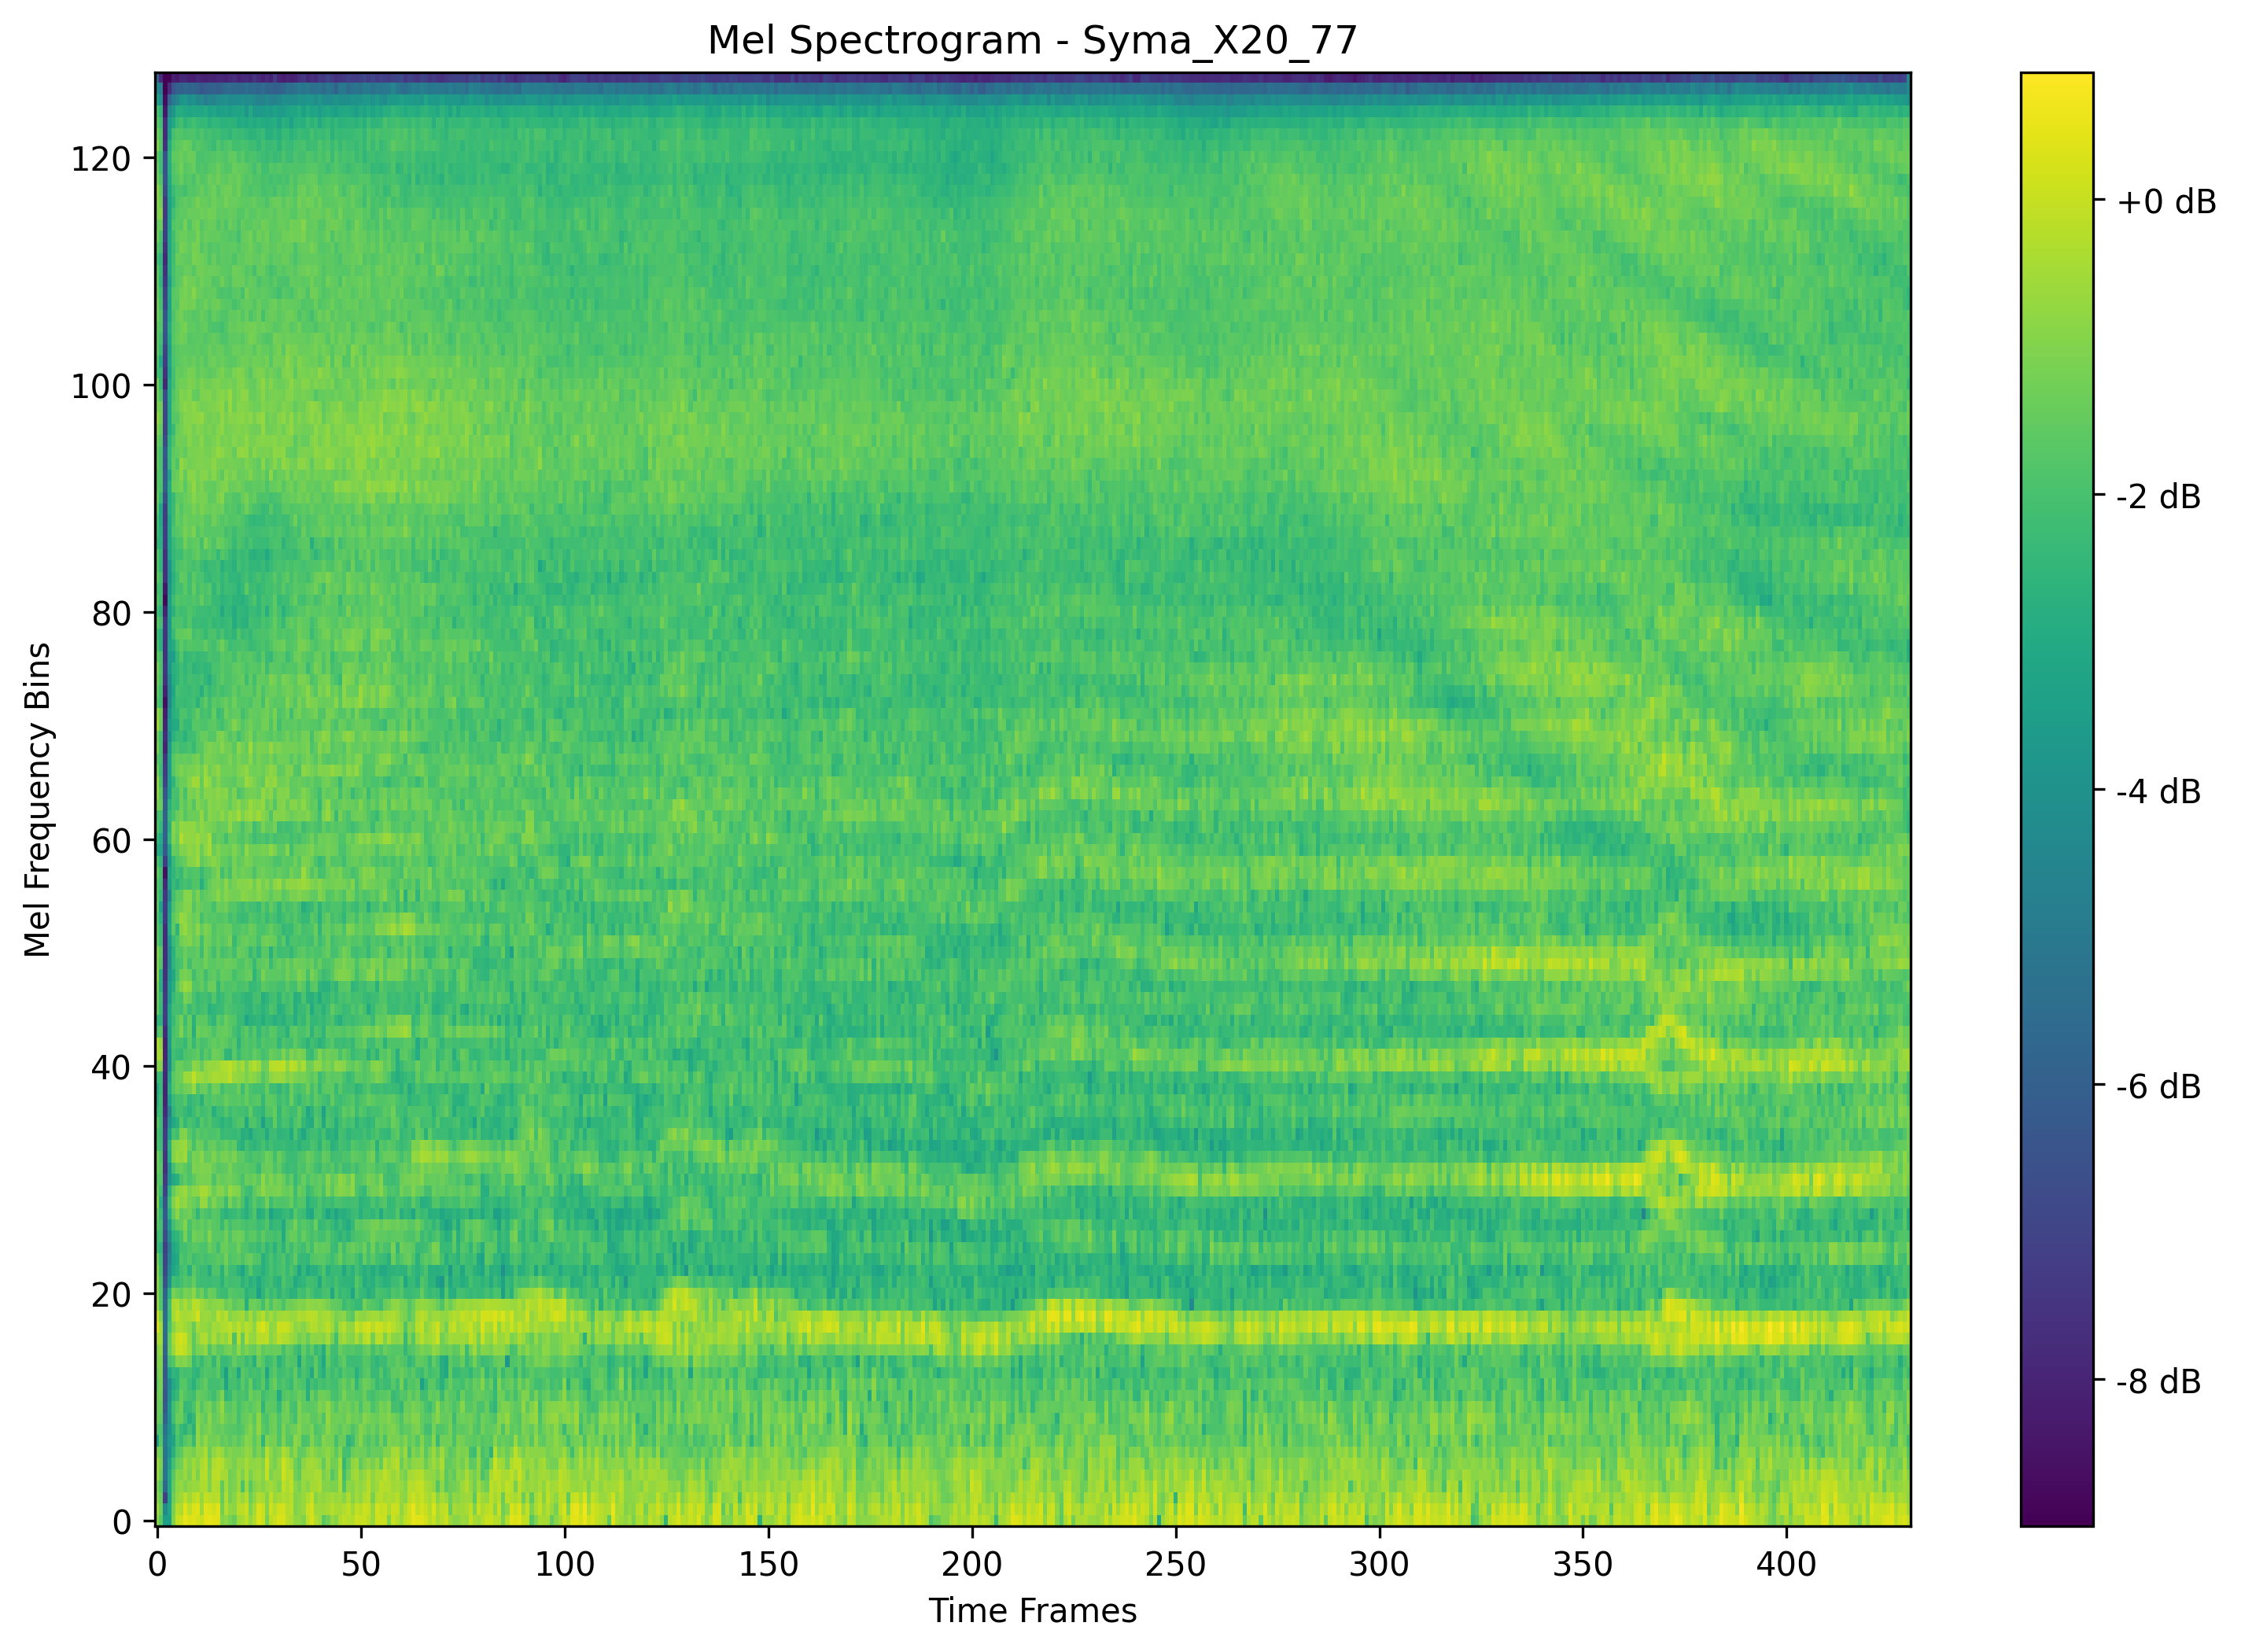 Mel Spectrogram - Syma_X20_77
Mel Frequency Bins
120
100
80
60
40
20
0
0 50 100 150 200 250 300 350 400
Time Frames
+0 dB
-2 dB
-4 dB
-6 dB
-8 dB